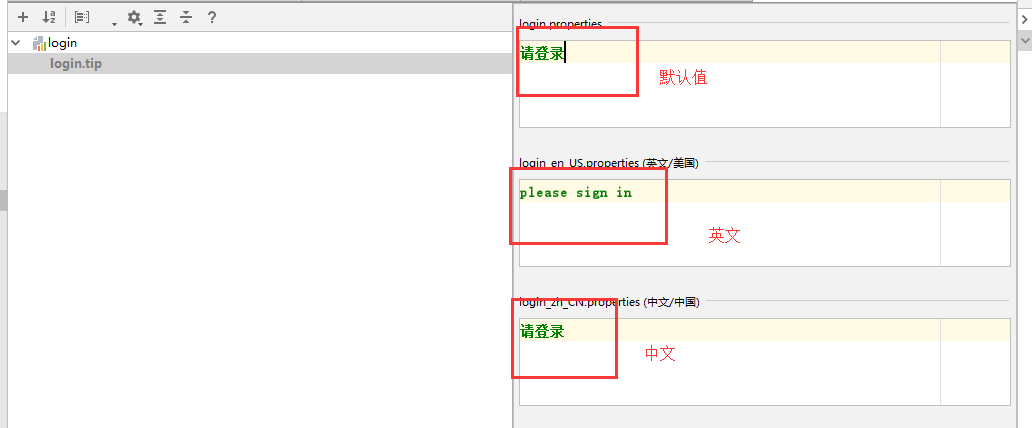 login
login.tip
login.properties
请登录
默认值
login_en_US.properties (英文/美国)
please sign in
英文
login_zh_CN.properties (中文/中国)
请登录
中文